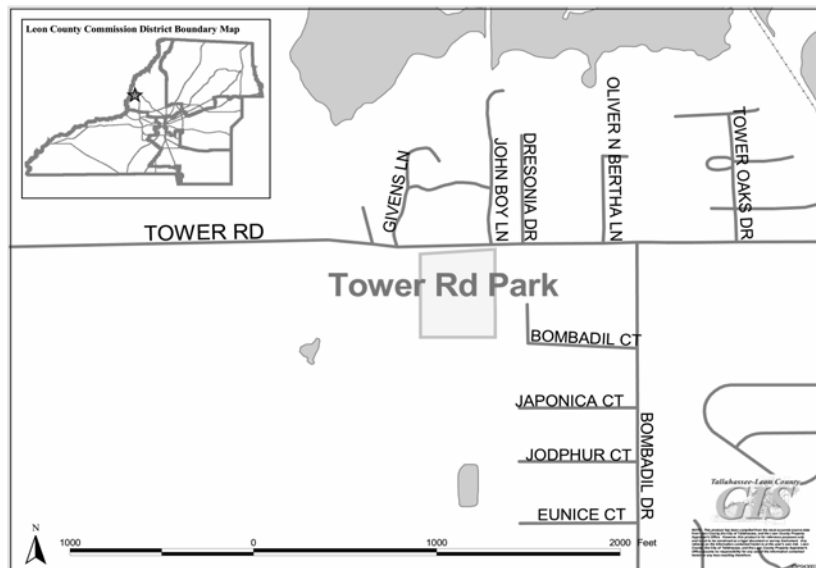 Leon County Commission District Boundary Map
TOWER RD
GIVENS LN
JOHN BOY LN
DRESONIA DR
OLIVER N BERTHA LN
TOWER OAKS DR
Tower Rd Park
BOMBADIL CT
JAPONICA CT
BOMBADIL DR
JODPHUR CT
EUNICE CT
Tallahassee-Leon County
GIS
N
1000 0 1000 2000 Feet